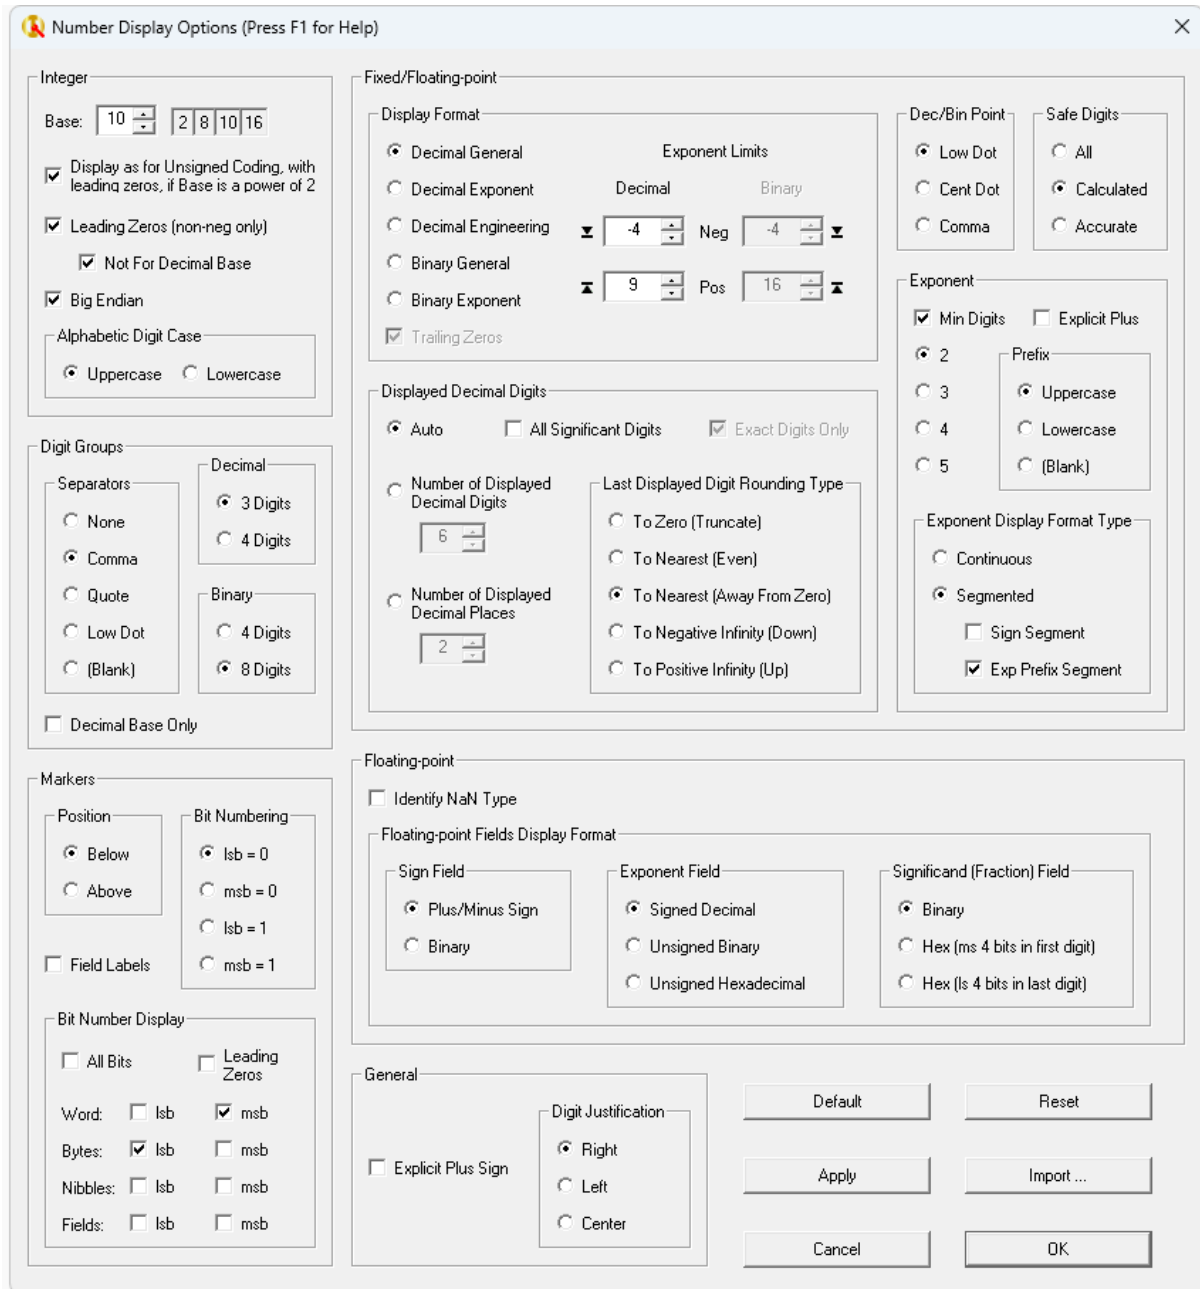 Number Display Options (Press F1 for Help)
Integer
Base: 10 2 8 10 16
Display as for Unsigned Coding, with
leading zeros, if Base is a power of 2
Leading Zeros (non-neg only)
Not For Decimal Base
Big Endian
Alphabetic Digit Case
Uppercase Lowercase
Digit Groups
Separators
None
Comma
Quote
Low Dot
(Blank)
Decimal
3 Digits
4 Digits
Binary
4 Digits
8 Digits
Decimal Base Only
Markers
Position
Below
Above
Bit Numbering
lsb = 0
msb = 0
lsb = 1
msb = 1
Field Labels
Bit Number Display
All Bits
Leading
Zeros
Word: lsb msb
Bytes: lsb msb
Nibbles: lsb msb
Fields: lsb msb
Fixed/Floating-point
Display Format
Decimal General
Decimal Exponent
Decimal Engineering
Binary General
Binary Exponent
Trailing Zeros
Exponent Limits
Decimal Binary
-4 Neg -4
9 Pos 16
Dec/Bin Point
Low Dot
Cent Dot
Comma
Safe Digits
All
Calculated
Accurate
Displayed Decimal Digits
Auto All Significant Digits Exact Digits Only
Number of Displayed
Decimal Digits
6
Number of Displayed
Decimal Places
2
Last Displayed Digit Rounding Type
To Zero (Truncate)
To Nearest (Even)
To Nearest (Away From Zero)
To Negative Infinity (Down)
To Positive Infinity (Up)
Exponent
Min Digits Explicit Plus
2
3
4
5
Prefix
Uppercase
Lowercase
(Blank)
Exponent Display Format Type
Continuous
Segmented
Sign Segment
Exp Prefix Segment
Floating-point
Identify NaN Type
Floating-point Fields Display Format
Sign Field
Plus/Minus Sign
Binary
Exponent Field
Signed Decimal
Unsigned Binary
Unsigned Hexadecimal
Significand (Fraction) Field
Binary
Hex (ms 4 bits in first digit)
Hex (ls 4 bits in last digit)
General
Explicit Plus Sign
Digit Justification
Right
Left
Center
Default Reset
Apply Import ...
Cancel OK